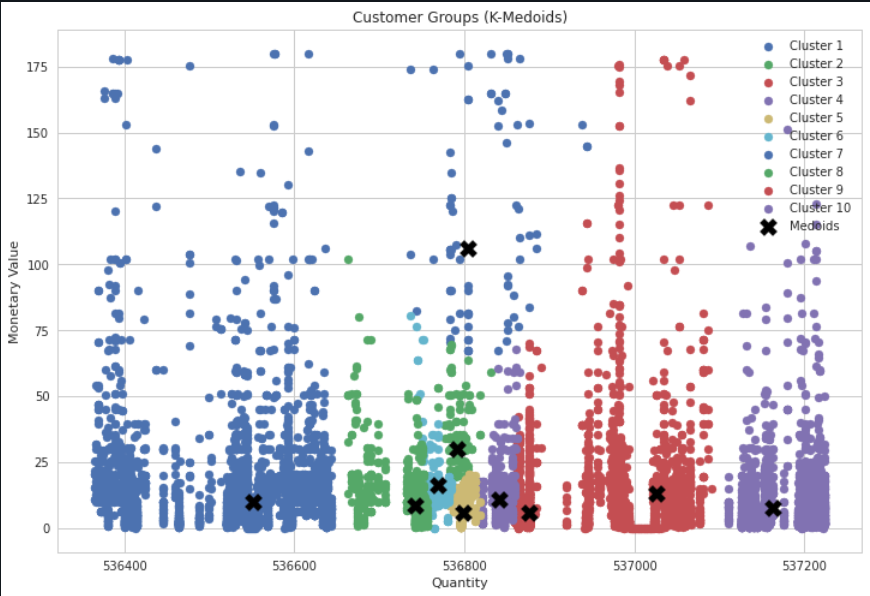 Customer Groups (K-Medoids)
Monetary Value
175
150
125
100
75
50
25
0
536400
536600
536800
537000
537200
Quantity
Cluster 1
Cluster 2
Cluster 3
Cluster 4
Cluster 5
Cluster 6
Cluster 7
Cluster 8
Cluster 9
Cluster 10
Medoids